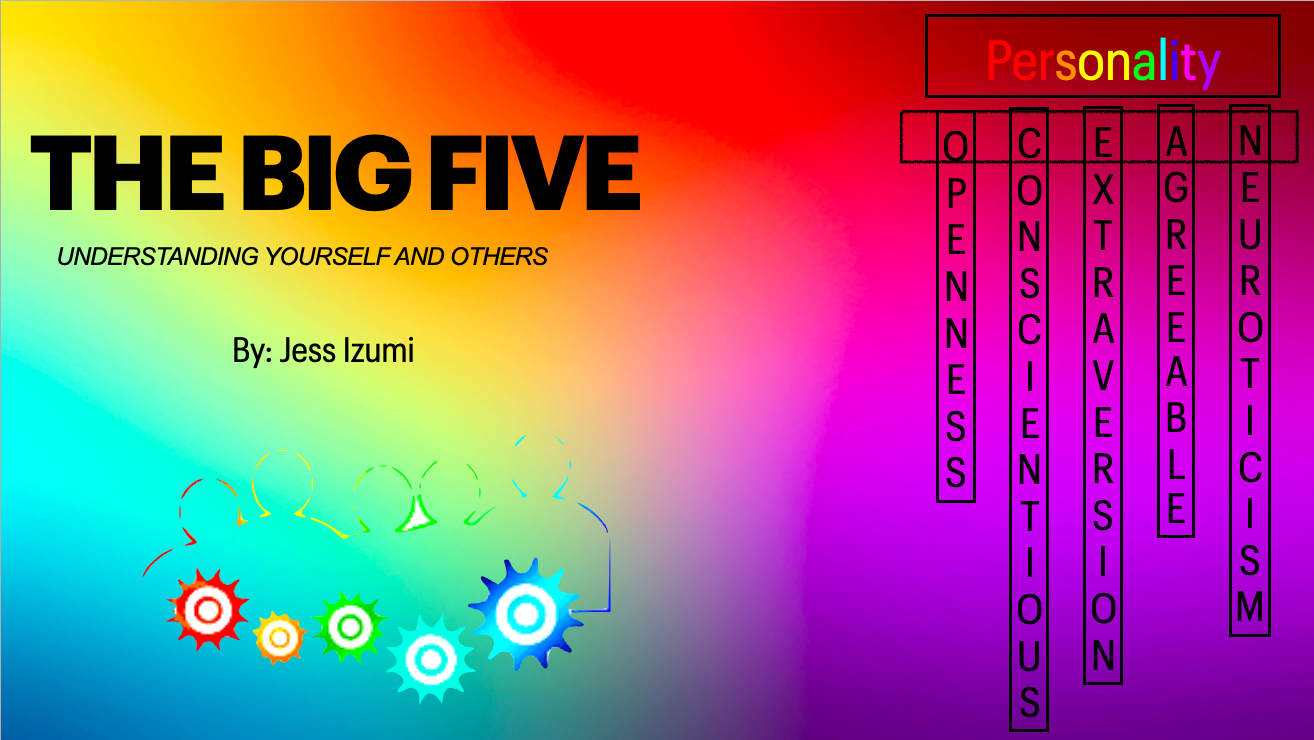 THE BIG FIVE
UNDERSTANDING YOURSELF AND OTHERS
By: Jess Izumi
Personality
OPENNESS
CONSCIENTIOUS
EXTRAVERSION
AGREEABLE
NEUROTICISM